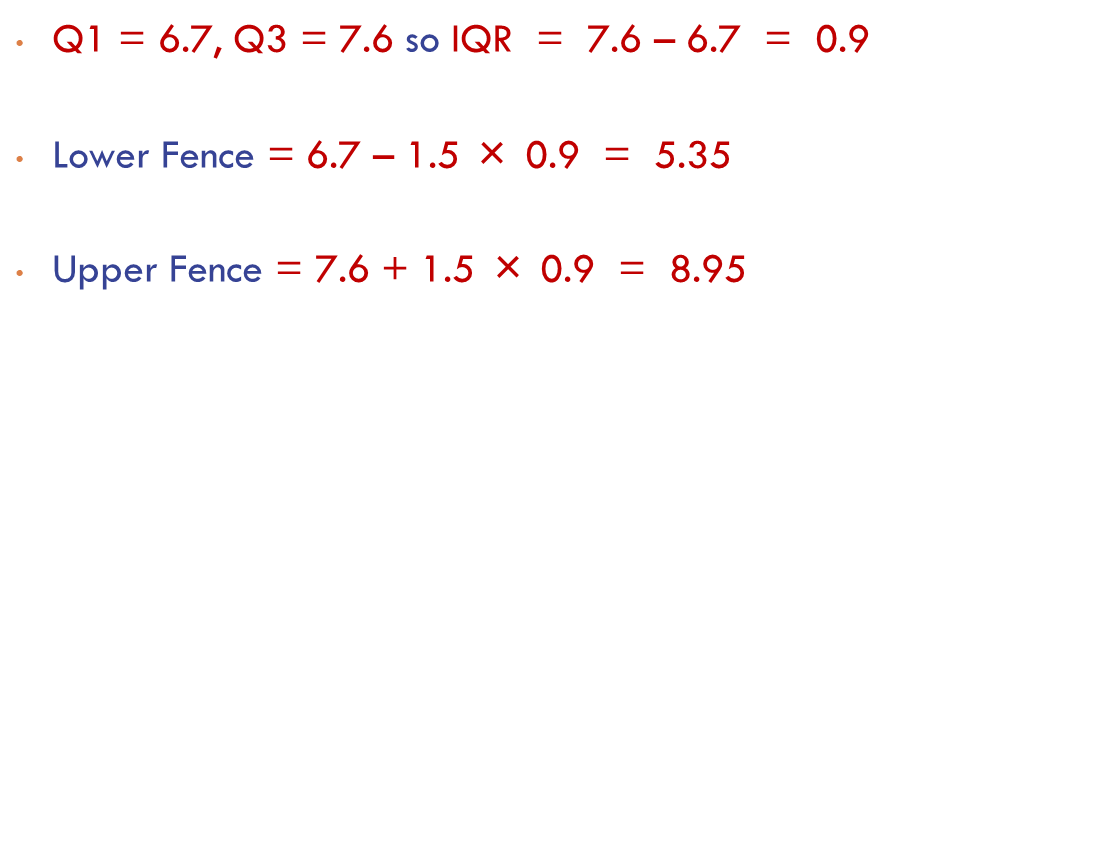 • Q1 = 6.7, Q3 = 7.6 so IQR = 7.6 – 6.7 = 0.9
• Lower Fence = 6.7 – 1.5 × 0.9 = 5.35
• Upper Fence = 7.6 + 1.5 × 0.9 = 8.95